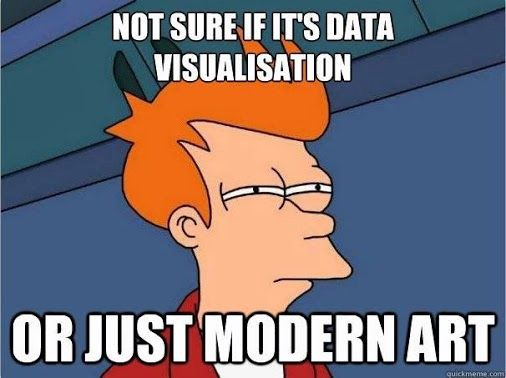 NOT SURE IF IT'S DATA
VISUALISATION
OR JUST MODERN ART
quickmeme.com